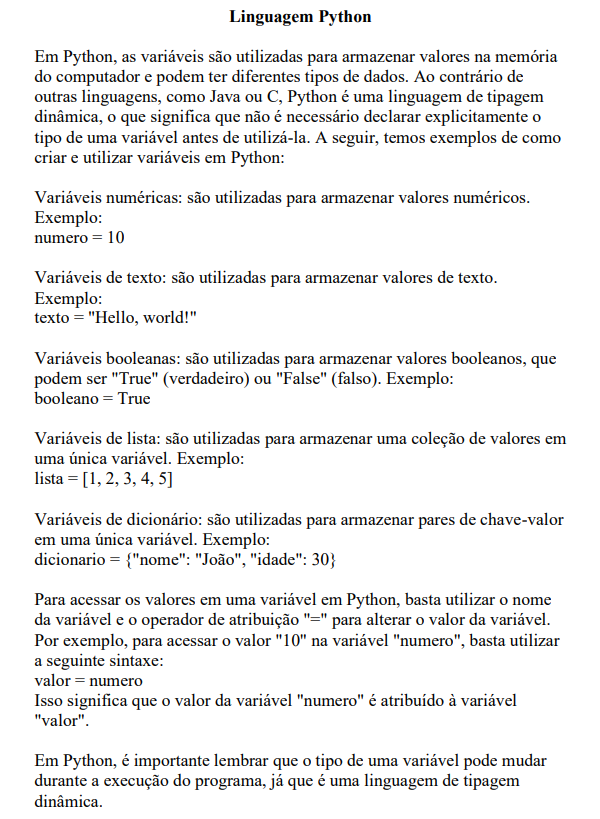 Linguagem Python
Em Python, as variáveis são utilizadas para armazenar valores na memória
do computador e podem ter diferentes tipos de dados. Ao contrário de
outras linguagens, como Java ou C, Python é uma linguagem de tipagem
dinâmica, o que significa que não é necessário declarar explicitamente o
tipo de uma variável antes de utilizá-la. A seguir, temos exemplos de como
criar e utilizar variáveis em Python:
Variáveis numéricas: são utilizadas para armazenar valores numéricos.
Exemplo:
numero = 10
Variáveis de texto: são utilizadas para armazenar valores de texto.
Exemplo:
texto = "Hello, world!"
Variáveis booleanas: são utilizadas para armazenar valores booleanos, que
podem ser "True" (verdadeiro) ou "False" (falso). Exemplo:
booleano = True
Variáveis de lista: são utilizadas para armazenar uma coleção de valores em
uma única variável. Exemplo:
lista = [1, 2, 3, 4, 5]
Variáveis de dicionário: são utilizadas para armazenar pares de chave-valor
em uma única variável. Exemplo:
dicionario = {"nome": "João", "idade": 30}
Para acessar os valores em uma variável em Python, basta utilizar o nome
da variável e o operador de atribuição "=" para alterar o valor da variável.
Por exemplo, para acessar o valor "10" na variável "numero", basta utilizar
a seguinte sintaxe:
valor = numero
Isso significa que o valor da variável "numero" é atribuído à variável
"valor".
Em Python, é importante lembrar que o tipo de uma variável pode mudar
durante a execução do programa, já que é uma linguagem de tipagem
dinâmica.